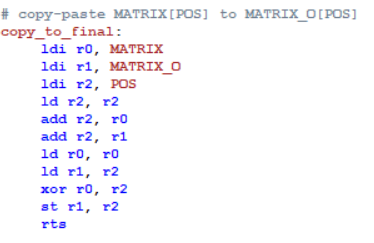 # copy-paste MATRIX[POS] to MATRIX_O[POS]
copy_to_final:
ldi r0, MATRIX
ldi r1, MATRIX_O
ldi r2, POS
ld r2, r2
add r2, r0
add r2, r1
ld r0, r0
ld r1, r2
xor r0, r2
st r1, r2
rts